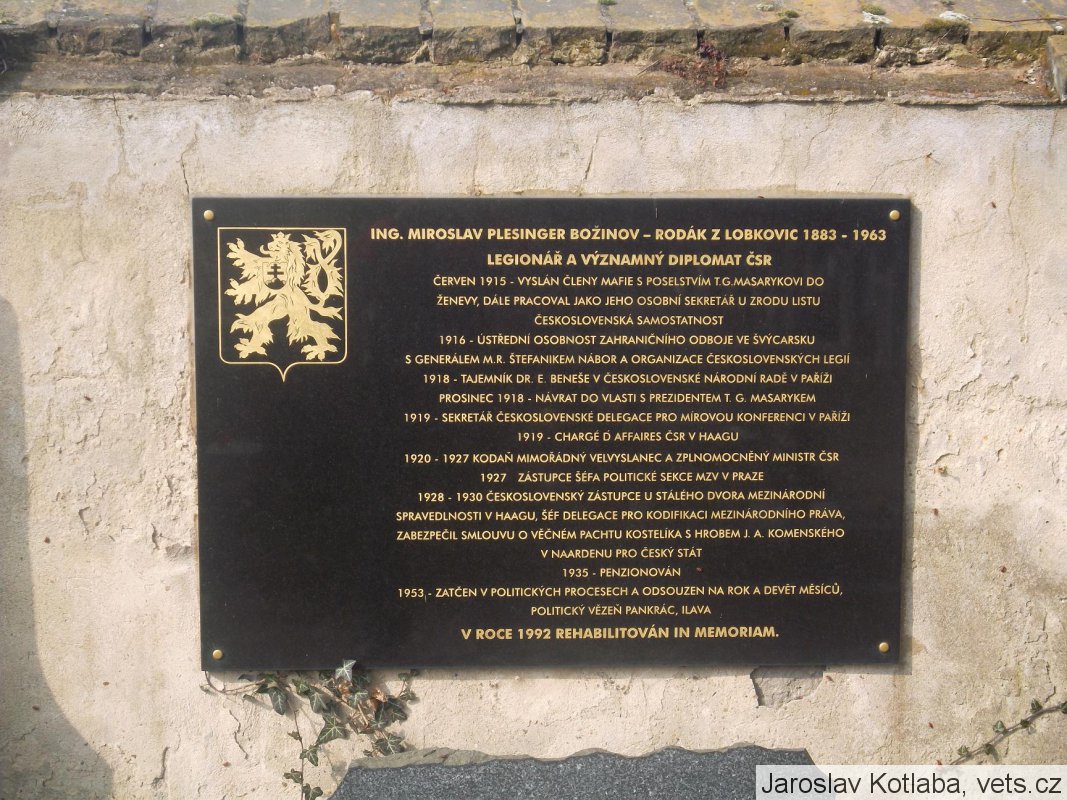 ING. MIROSLAV PLESINGER BOŽINOV – RODÁK Z LOBKOVIC 1883 - 1963
LEGIONÁŘ A VÝZNAMNÝ DIPLOMAT ČSR
ČERVEN 1915 - VYSLÁN ČLENY MAFIE S POSELSTVÍM T.G.MASARYKOVI DO
ŽENEVY, DÁLE PRACOVAL JAKO JEHO OSOBNÍ SEKRETÁŘ U ZRODU LISTU
ČESKOSLOVENSKÁ SAMOSTATNOST
1916 - ÚSTŘEDNÍ OSOBNOST ZAHRANIČNÍHO ODBOJE VE ŠVÝCARSKU
S GENERÁLEM M.R. ŠTEFANIKEM NÁBOR A ORGANIZACE ČESKOSLOVENSKÝCH LEGIÍ
1918 - TAJEMNÍK DR. E. BENEŠE V ČESKOSLOVENSKÉ NÁRODNÍ RADĚ V PAŘÍŽI
PROSINEC 1918 - NÁVRAT DO VLASTI S PREZIDENTEM T. G. MASARYKEM
1919 - SEKRETÁŘ ČESKOSLOVENSKÉ DELEGACE PRO MÍROVOU KONFERENCI V PAŘÍŽI
1919 - CHARGÉ Ď AFFAIRES ČSR V HAAGU
1920 - 1927 KODAŇ MIMOŘÁDNÝ VELVYSLANEC A ZPLNOMOCNĚNÝ MINISTR ČSR
1927 ZÁSTUPCE ŠÉFA POLITICKÉ SEKCE MZV V PRAZE
1928 - 1930 ČESKOSLOVENSKÝ ZÁSTUPCE U STÁLÉHO DVORA MEZINÁRODNÍ
SPRAVEDLNOSTI V HAAGU, ŠÉF DELEGACE PRO KODIFIKACI MEZINÁRODNÍHO PRÁVA,
ZABEZPEČIL SMLOUVU O VĚČNÉM PACHTU KOSTELÍKA S HROBEM J. A. KOMENSKÉHO
V NAARDENU PRO ČESKÝ STÁT
1935 - PENZIONOVÁN
1953 - ZATČEN V POLITICKÝCH PROCESECH A ODSOUZEN NA ROK A DEVĚT MĚSÍCŮ,
POLITICKÝ VĚZEŇ PANKRÁC, ILAVA
V ROCE 1992 REHABILITOVÁN IN MEMORIAM.
Jaroslav Kotlaba, vets.cz